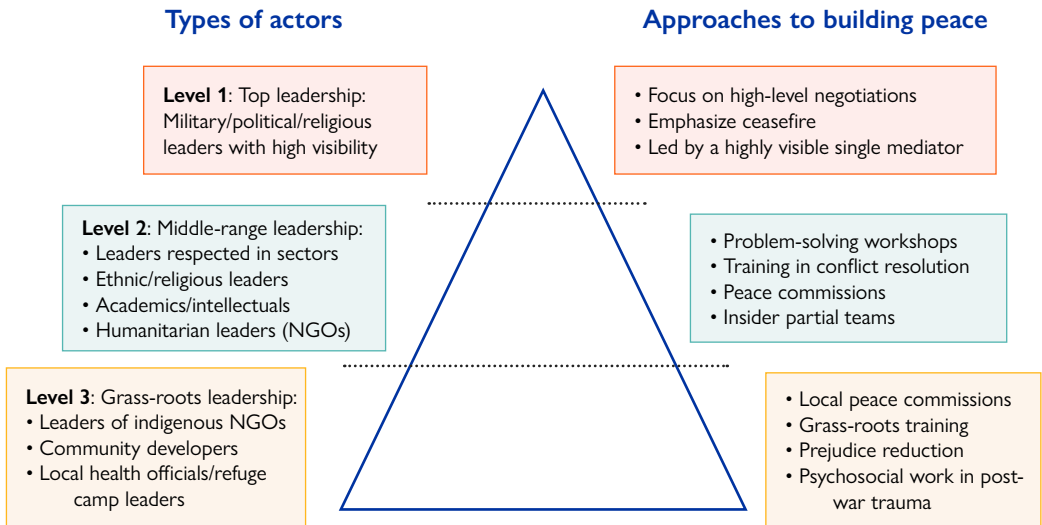 Types of actors
Approaches to building peace
Level 1: Top leadership:
Military/political/religious
leaders with high visibility
• Focus on high-level negotiations
• Emphasize ceasefire
• Led by a highly visible single mediator
Level 2: Middle-range leadership:
• Leaders respected in sectors
• Ethnic/religious leaders
• Academics/intellectuals
• Humanitarian leaders (NGOs)
• Problem-solving workshops
• Training in conflict resolution
• Peace commissions
• Insider partial teams
Level 3: Grass-roots leadership:
• Leaders of indigenous NGOs
• Community developers
• Local health officials/refuge
camp leaders
• Local peace commissions
• Grass-roots training
• Prejudice reduction
• Psychosocial work in post-
war trauma